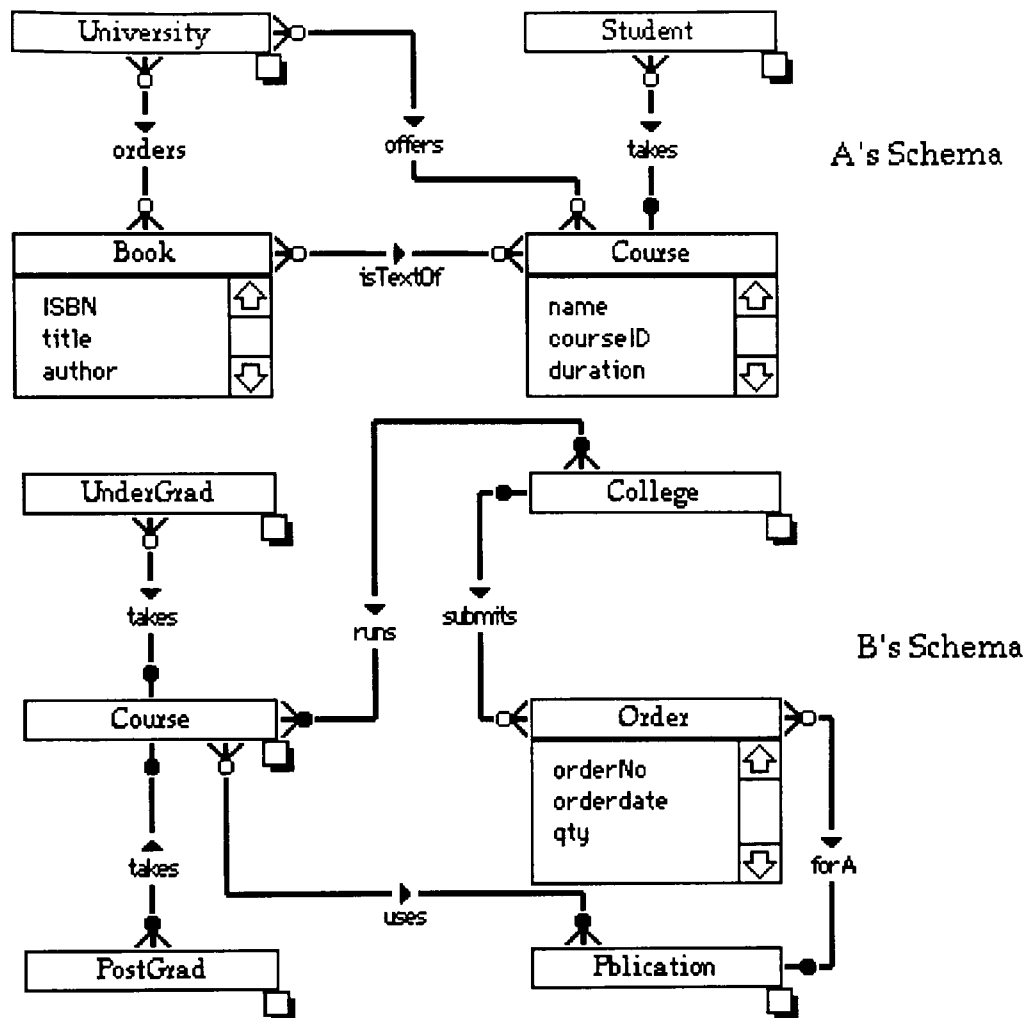 University
Student
orders
offers
takes
A's Schema
Book
isTextOf
Course
ISBN
title
author
name
courseID
duration
UnderGrad
College
takes
runs
submits
B's Schema
Course
Order
orderNo
orderdate
qty
takes
uses
forA
PostGrad
Pblication